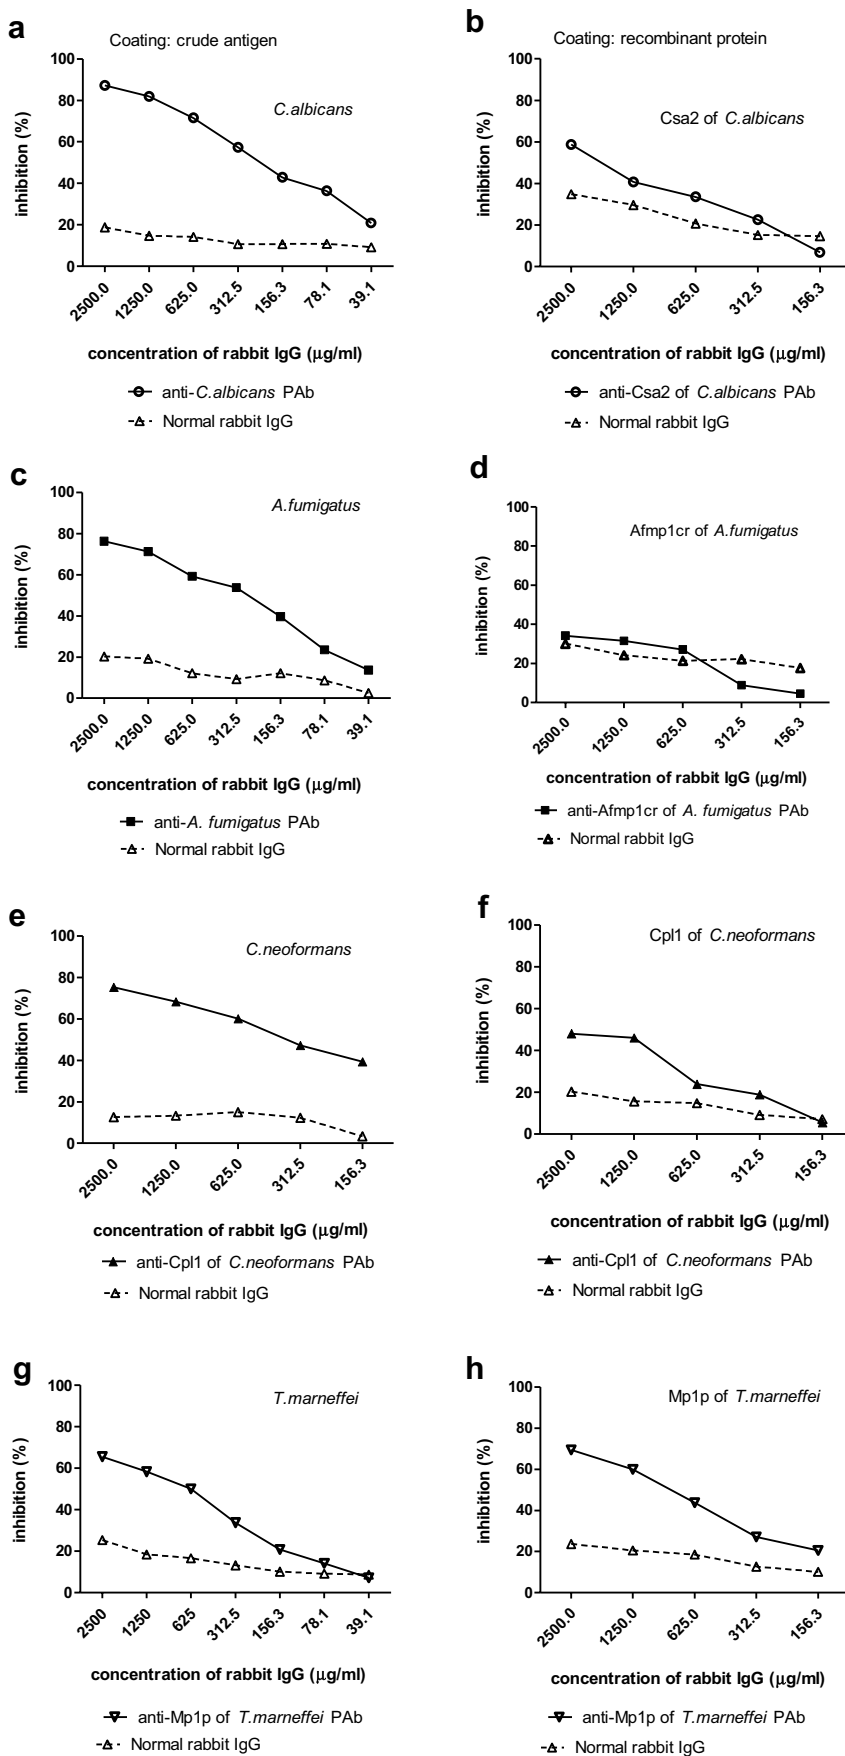 a
Coating: crude antigen
C.albicans
inhibition (%)
100
80
60
40
20
0
2500.0
1250.0
625.0
312.5
156.3
78.1
39.1
concentration of rabbit IgG (μg/ml)
anti-C.albicans PAb
Normal rabbit IgG
b
Coating: recombinant protein
Csa2 of C.albicans
inhibition (%)
100
80
60
40
20
0
2500.0
1250.0
625.0
312.5
156.3
concentration of rabbit IgG (μg/ml)
anti-Csa2 of C.albicans PAb
Normal rabbit IgG
c
A.fumigatus
inhibition (%)
100
80
60
40
20
0
2500.0
1250.0
625.0
312.5
156.3
78.1
39.1
concentration of rabbit IgG (μg/ml)
anti-A. fumigatus PAb
Normal rabbit IgG
d
Afmp1cr of A.fumigatus
inhibition (%)
100
80
60
40
20
0
2500.0
1250.0
625.0
312.5
156.3
concentration of rabbit IgG (μg/ml)
anti-Afmp1cr of A. fumigatus PAb
Normal rabbit IgG
e
C.neoformans
inhibition (%)
100
80
60
40
20
0
2500.0
1250.0
625.0
312.5
156.3
concentration of rabbit IgG (μg/ml)
anti-Cpl1 of C.neoformans PAb
Normal rabbit IgG
f
Cpl1 of C.neoformans
inhibition (%)
100
80
60
40
20
0
2500.0
1250.0
625.0
312.5
156.3
concentration of rabbit IgG (μg/ml)
anti-Cpl1 of C.neoformans PAb
Normal rabbit IgG
g
T.marneffei
inhibition (%)
100
80
60
40
20
0
2500
1250
625
312.5
156.3
78.1
39.1
concentration of rabbit IgG (μg/ml)
anti-Mp1p of T.marneffei PAb
Normal rabbit IgG
h
Mp1p of T.marneffei
inhibition (%)
100
80
60
40
20
0
2500.0
1250.0
625.0
312.5
156.3
concentration of rabbit IgG (μg/ml)
anti-Mp1p of T.marneffei PAb
Normal rabbit IgG